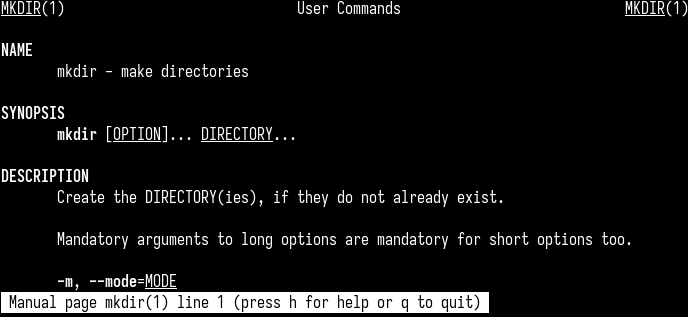 MKDIR(1) User Commands MKDIR(1)
NAME
mkdir - make directories
SYNOPSIS
mkdir [OPTION]... DIRECTORY...
DESCRIPTION
Create the DIRECTORY(ies), if they do not already exist.
Mandatory arguments to long options are mandatory for short options too.
-m, --mode=MODE
Manual page mkdir(1) line 1 (press h for help or q to quit)